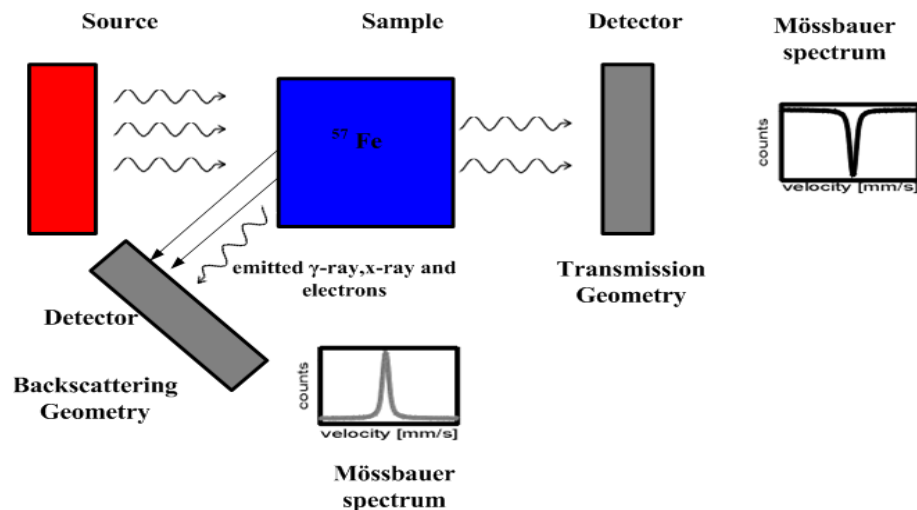 Source
Sample
Detector
Mössbauer
spectrum
⁵⁷ Fe
counts
velocity [mm/s]
emitted γ-ray,x-ray and
electrons
Transmission
Geometry
Detector
Backscattering
Geometry
counts
velocity [mm/s]
Mössbauer
spectrum